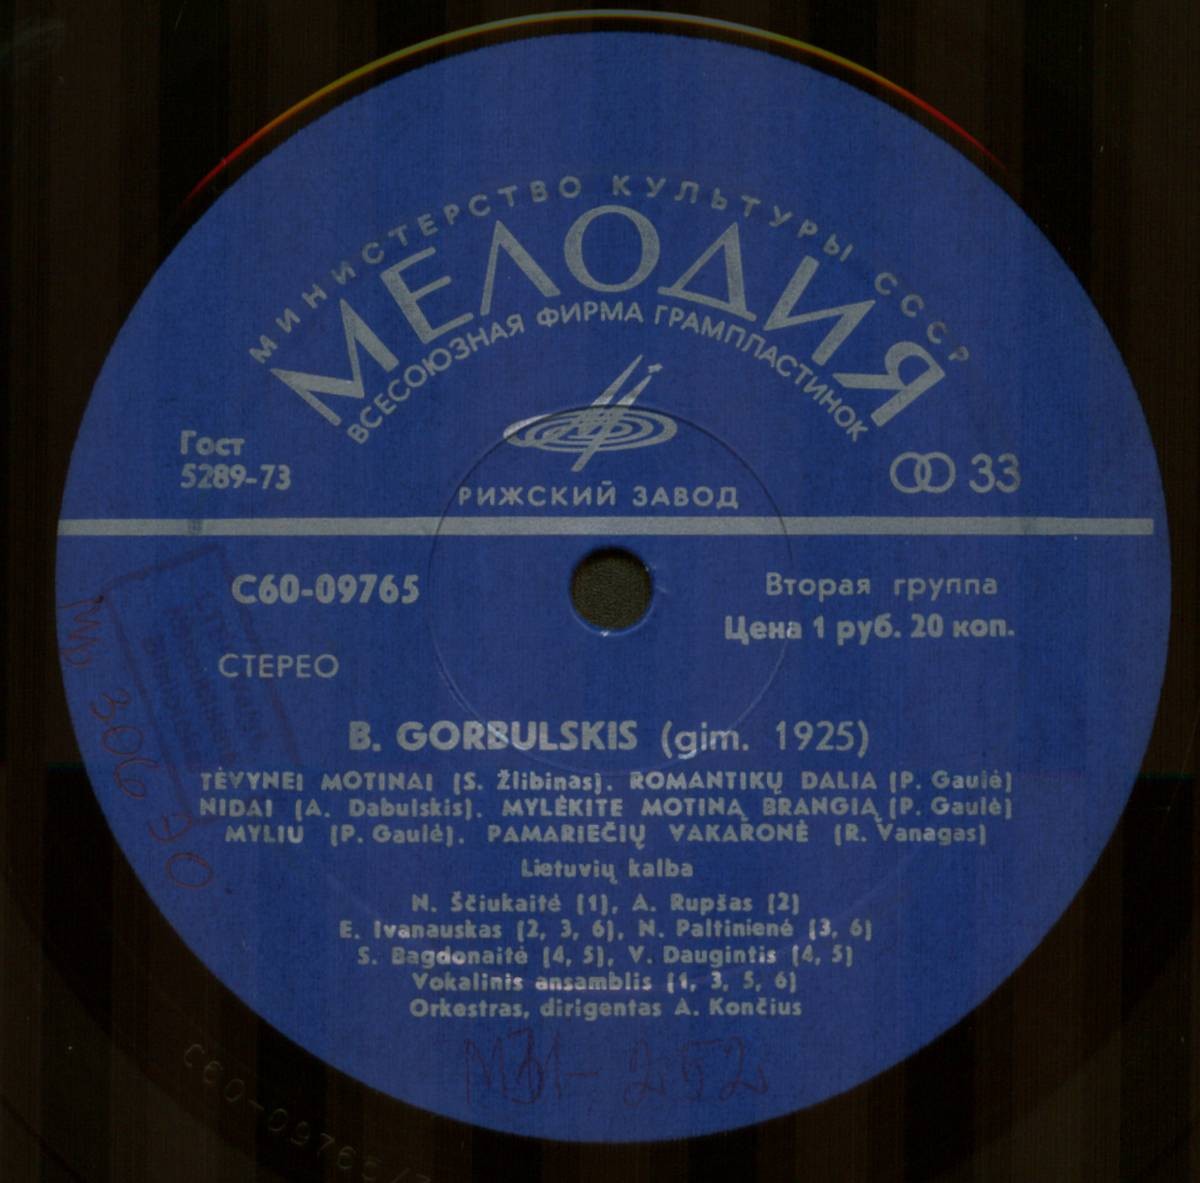 МИНИСТЕРСТВО КУЛЬТУРЫ СССР
МЕЛОДИЯ
ВСЕСОЮЗНАЯ ФИРМА ГРАМПЛАСТИНОК
Гост
5289-73
33
РИЖСКИЙ ЗАВОД
С60-09765
Вторая группа
Цена 1 руб. 20 коп.
СТЕРЕО
B. GORBULSKIS (gim. 1925)
TĖVYNEI MOTINAI (S. Žlibinas). ROMANTIKŲ DALIA (P. Gaulė)
NIDAI (A. Dabulskis). MYLĖKITE MOTINĄ BRANGIĄ (P. Gaulė)
MYLIU (P. Gaulė). PAMARIEČIŲ VAKARONĖ (R. Vanagas)
Lietuvių kalba
N. Ščiukaitė (1), A. Rupšas (2)
E. Ivanauskas (2, 3, 6), N. Paltinienė (3, 6)
S. Bagdonaitė (4, 5), V. Daugintis (4, 5)
Vokalinis ansamblis (1, 3, 5, 6)
Orkestras, dirigentas A. Končius
С60-09765